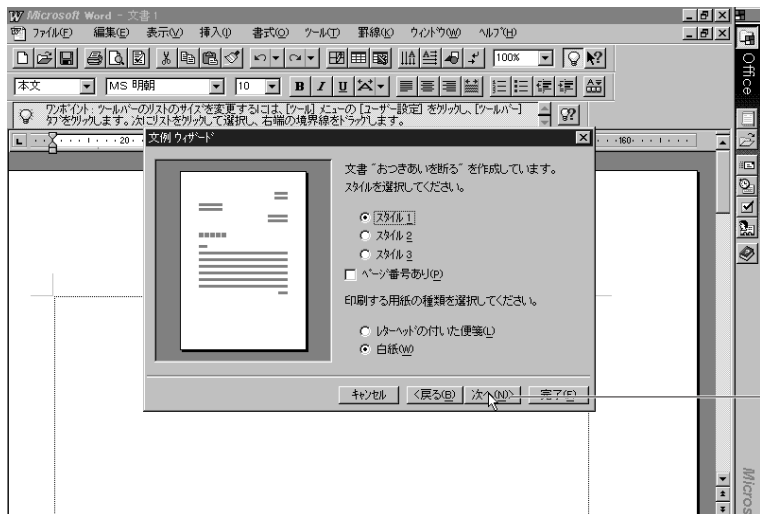 Microsoft Word - 文書1
ファイル(F) 編集(E) 表示(V) 挿入(I) 書式(O) ツール(T) 罫線(K) ウィンドウ(W) ヘルプ(H)
100%
本文 MS 明朝 10 B I U
ワンポイント: ツールバーのリストのサイズを変更するには、[ツール] メニューの [ユーザー設定] をクリックし、[ツールバー]
タブをクリックします。次にリストをクリックして選択し、右端の境界線をドラッグします。
20
160
文例 ウィザード
文書 "おつきあいを断る" を作成しています。
スタイルを選択してください。
スタイル 1
スタイル 2
スタイル 3
ページ番号あり(P)
印刷する用紙の種類を選択してください。
レターヘッドの付いた便箋(L)
白紙(W)
キャンセル <戻る(B) 次へ(N)> 完了(F)
Office
Micros